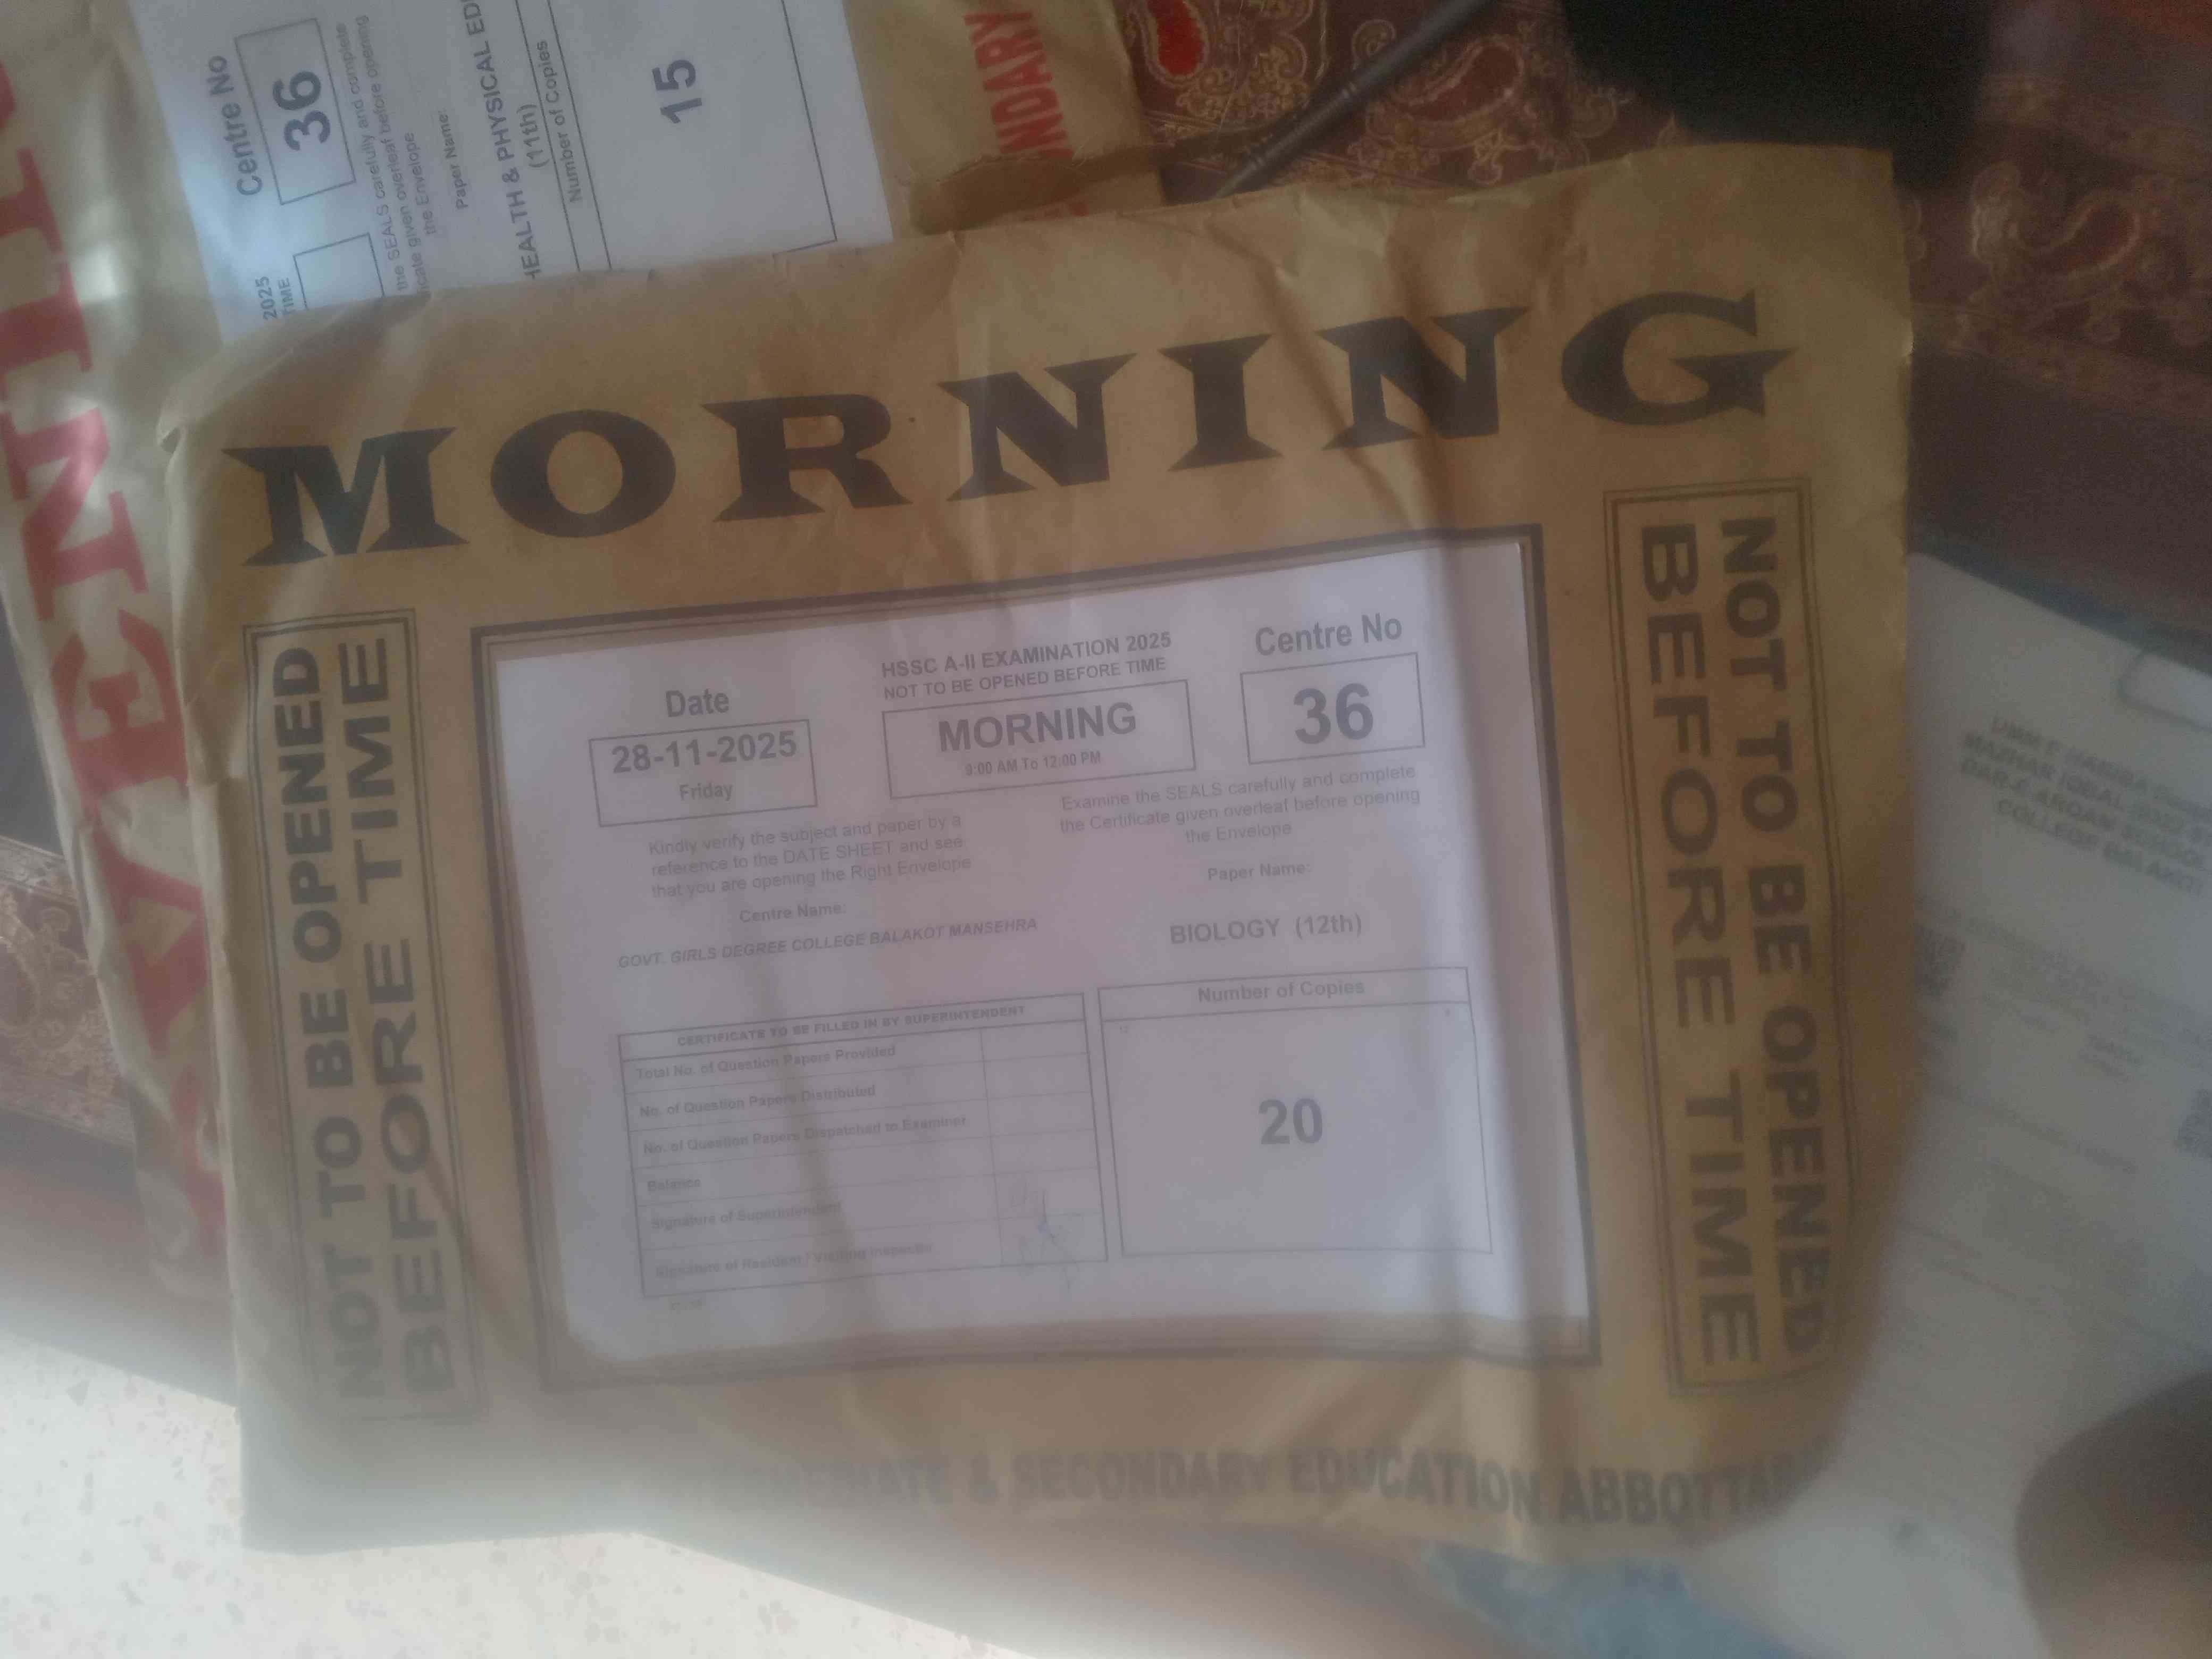 Centre No
36
2025
TIME
the SEALS carefully and complete
given overleaf before opening
the Envelope
Paper Name:
HEALTH & PHYSICAL
(11th)
Number of Copies
15
MORNING
NOT TO BE OPENED
BEFORE TIME
HSSC A-II EXAMINATION 2025
NOT TO BE OPENED BEFORE TIME
Date
28-11-2025
Friday
MORNING
9:00 AM To 12:00 PM
Centre No
36
Kindly verify the subject and paper by a
reference to the DATE SHEET and see
that you are opening the Right Envelope
Examine the SEALS carefully and complete
the Certificate given overleaf before opening
the Envelope
Centre Name:
GOVT. GIRLS DEGREE COLLEGE BALAKOT MANSEHRA
Paper Name:
BIOLOGY (12th)
CERTIFICATE TO BE FILLED IN BY SUPERINTENDENT
Total No. of Question Papers Provided
No. of Question Papers Distributed
No. of Question Papers Dispatched to Examiner
Balance
Signature of Superintendent
Signature of Resident / Visiting Inspector
Number of Copies
20
NOT TO BE OPENED
BEFORE TIME
& SECONDARY EDUCATION
COLLEGE BALAKOT